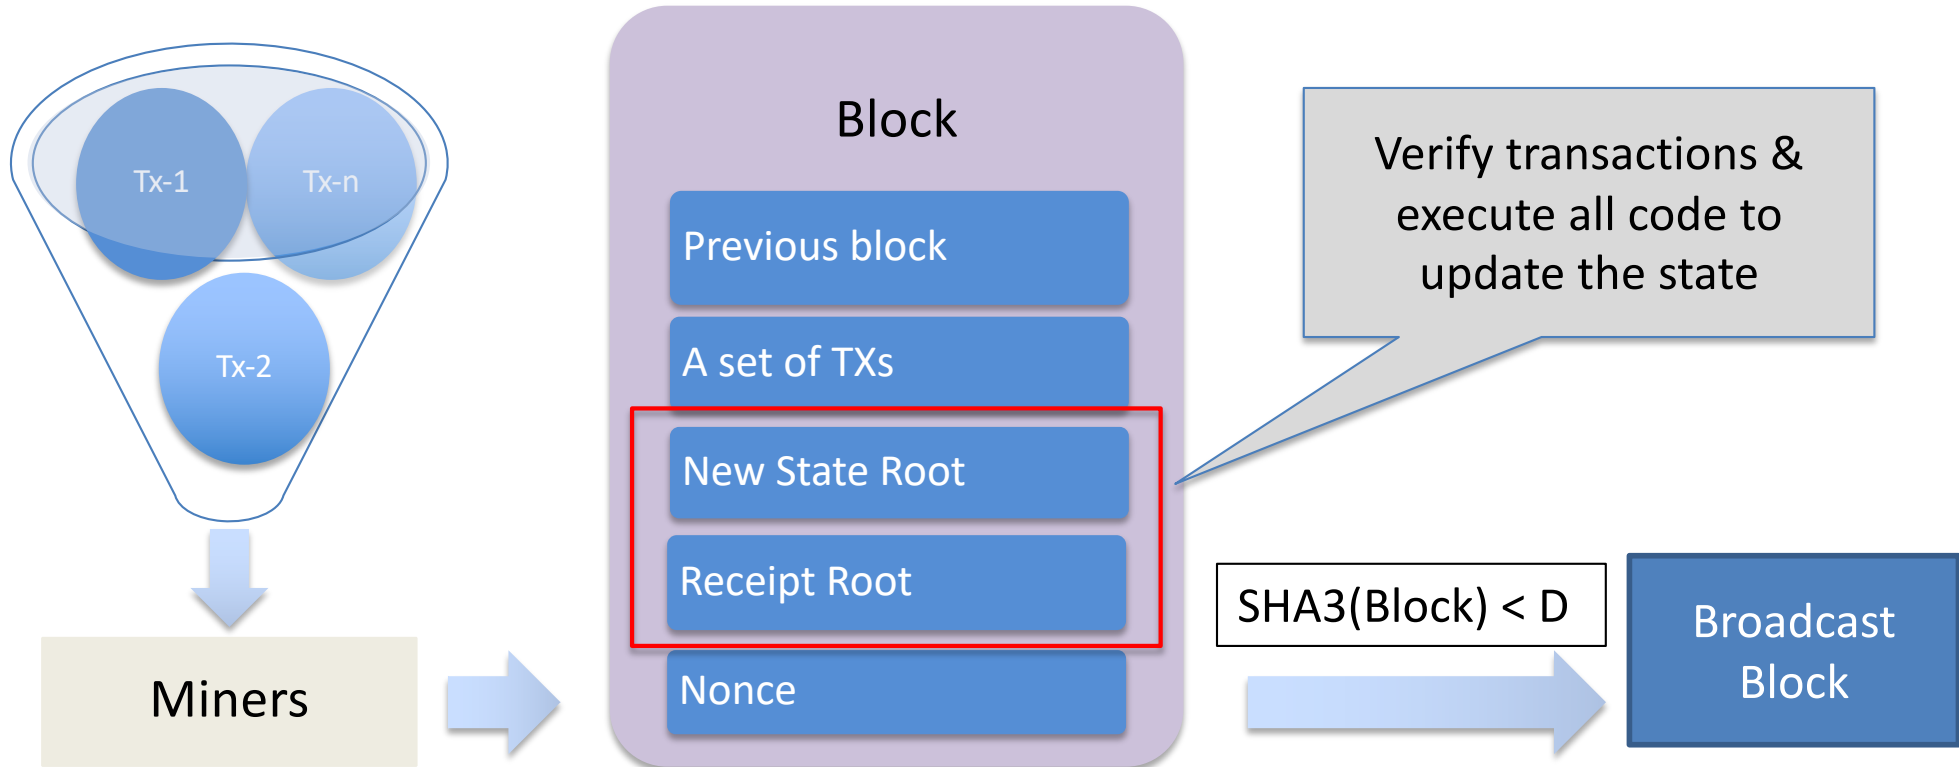 Tx-1
Tx-n
Tx-2
Miners
Block
Previous block
A set of TXs
New State Root
Receipt Root
Nonce
Verify transactions &
execute all code to
update the state
SHA3(Block) < D
Broadcast
Block